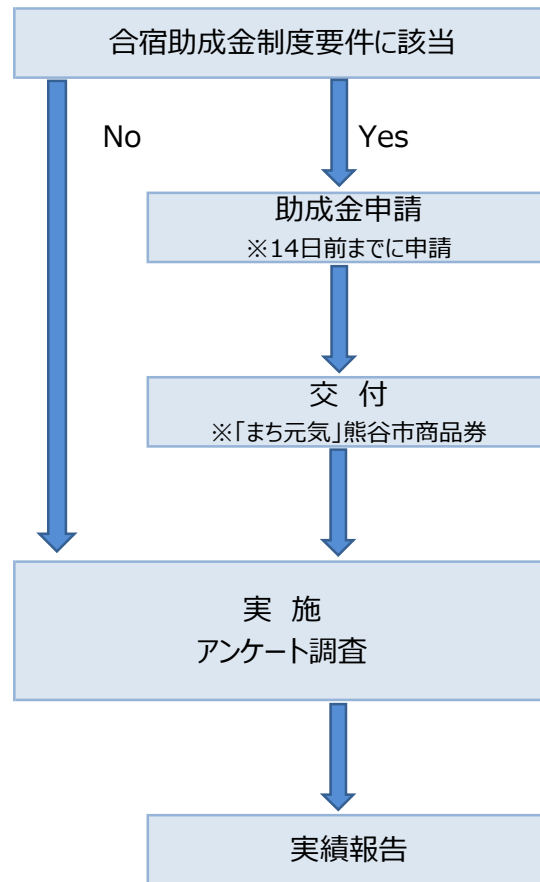 合宿助成金制度要件に該当
No
Yes
助成金申請
※14日前までに申請
交　付
※「まち元気」熊谷市商品券
実　施
アンケート調査
実績報告